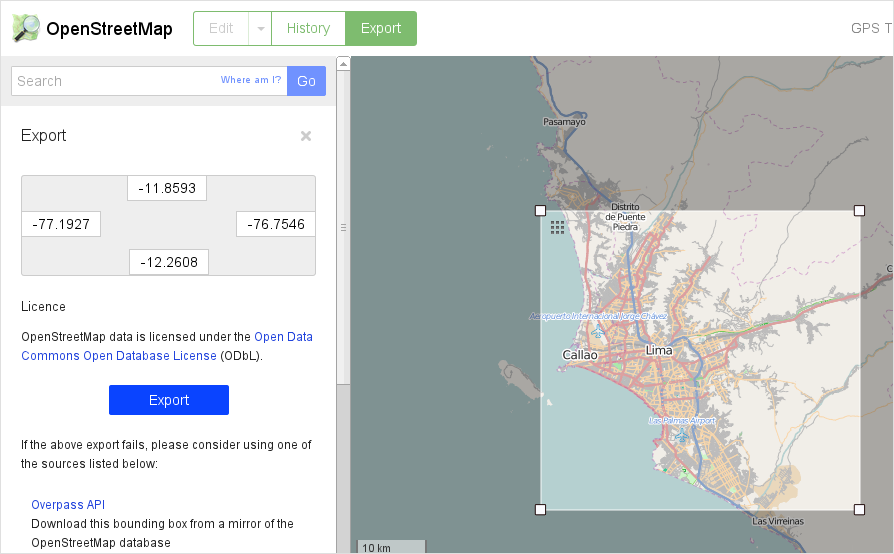 OpenStreetMap
Edit
History
Export
GPS T
Search
Where am I?
Go
Export
-11.8593
-77.1927
-76.7546
-12.2608
Licence
OpenStreetMap data is licensed under the Open Data
Commons Open Database License (ODbL).
Export
If the above export fails, please consider using one of
the sources listed below:
Overpass API
Download this bounding box from a mirror of the
OpenStreetMap database
Pasamayo
Distrito
de Puente
Piedra
C
Aeropuerto Internacional Jorge Chávez
Callao
Lima
Las Palmas Airport
Las Virreinas
10 km